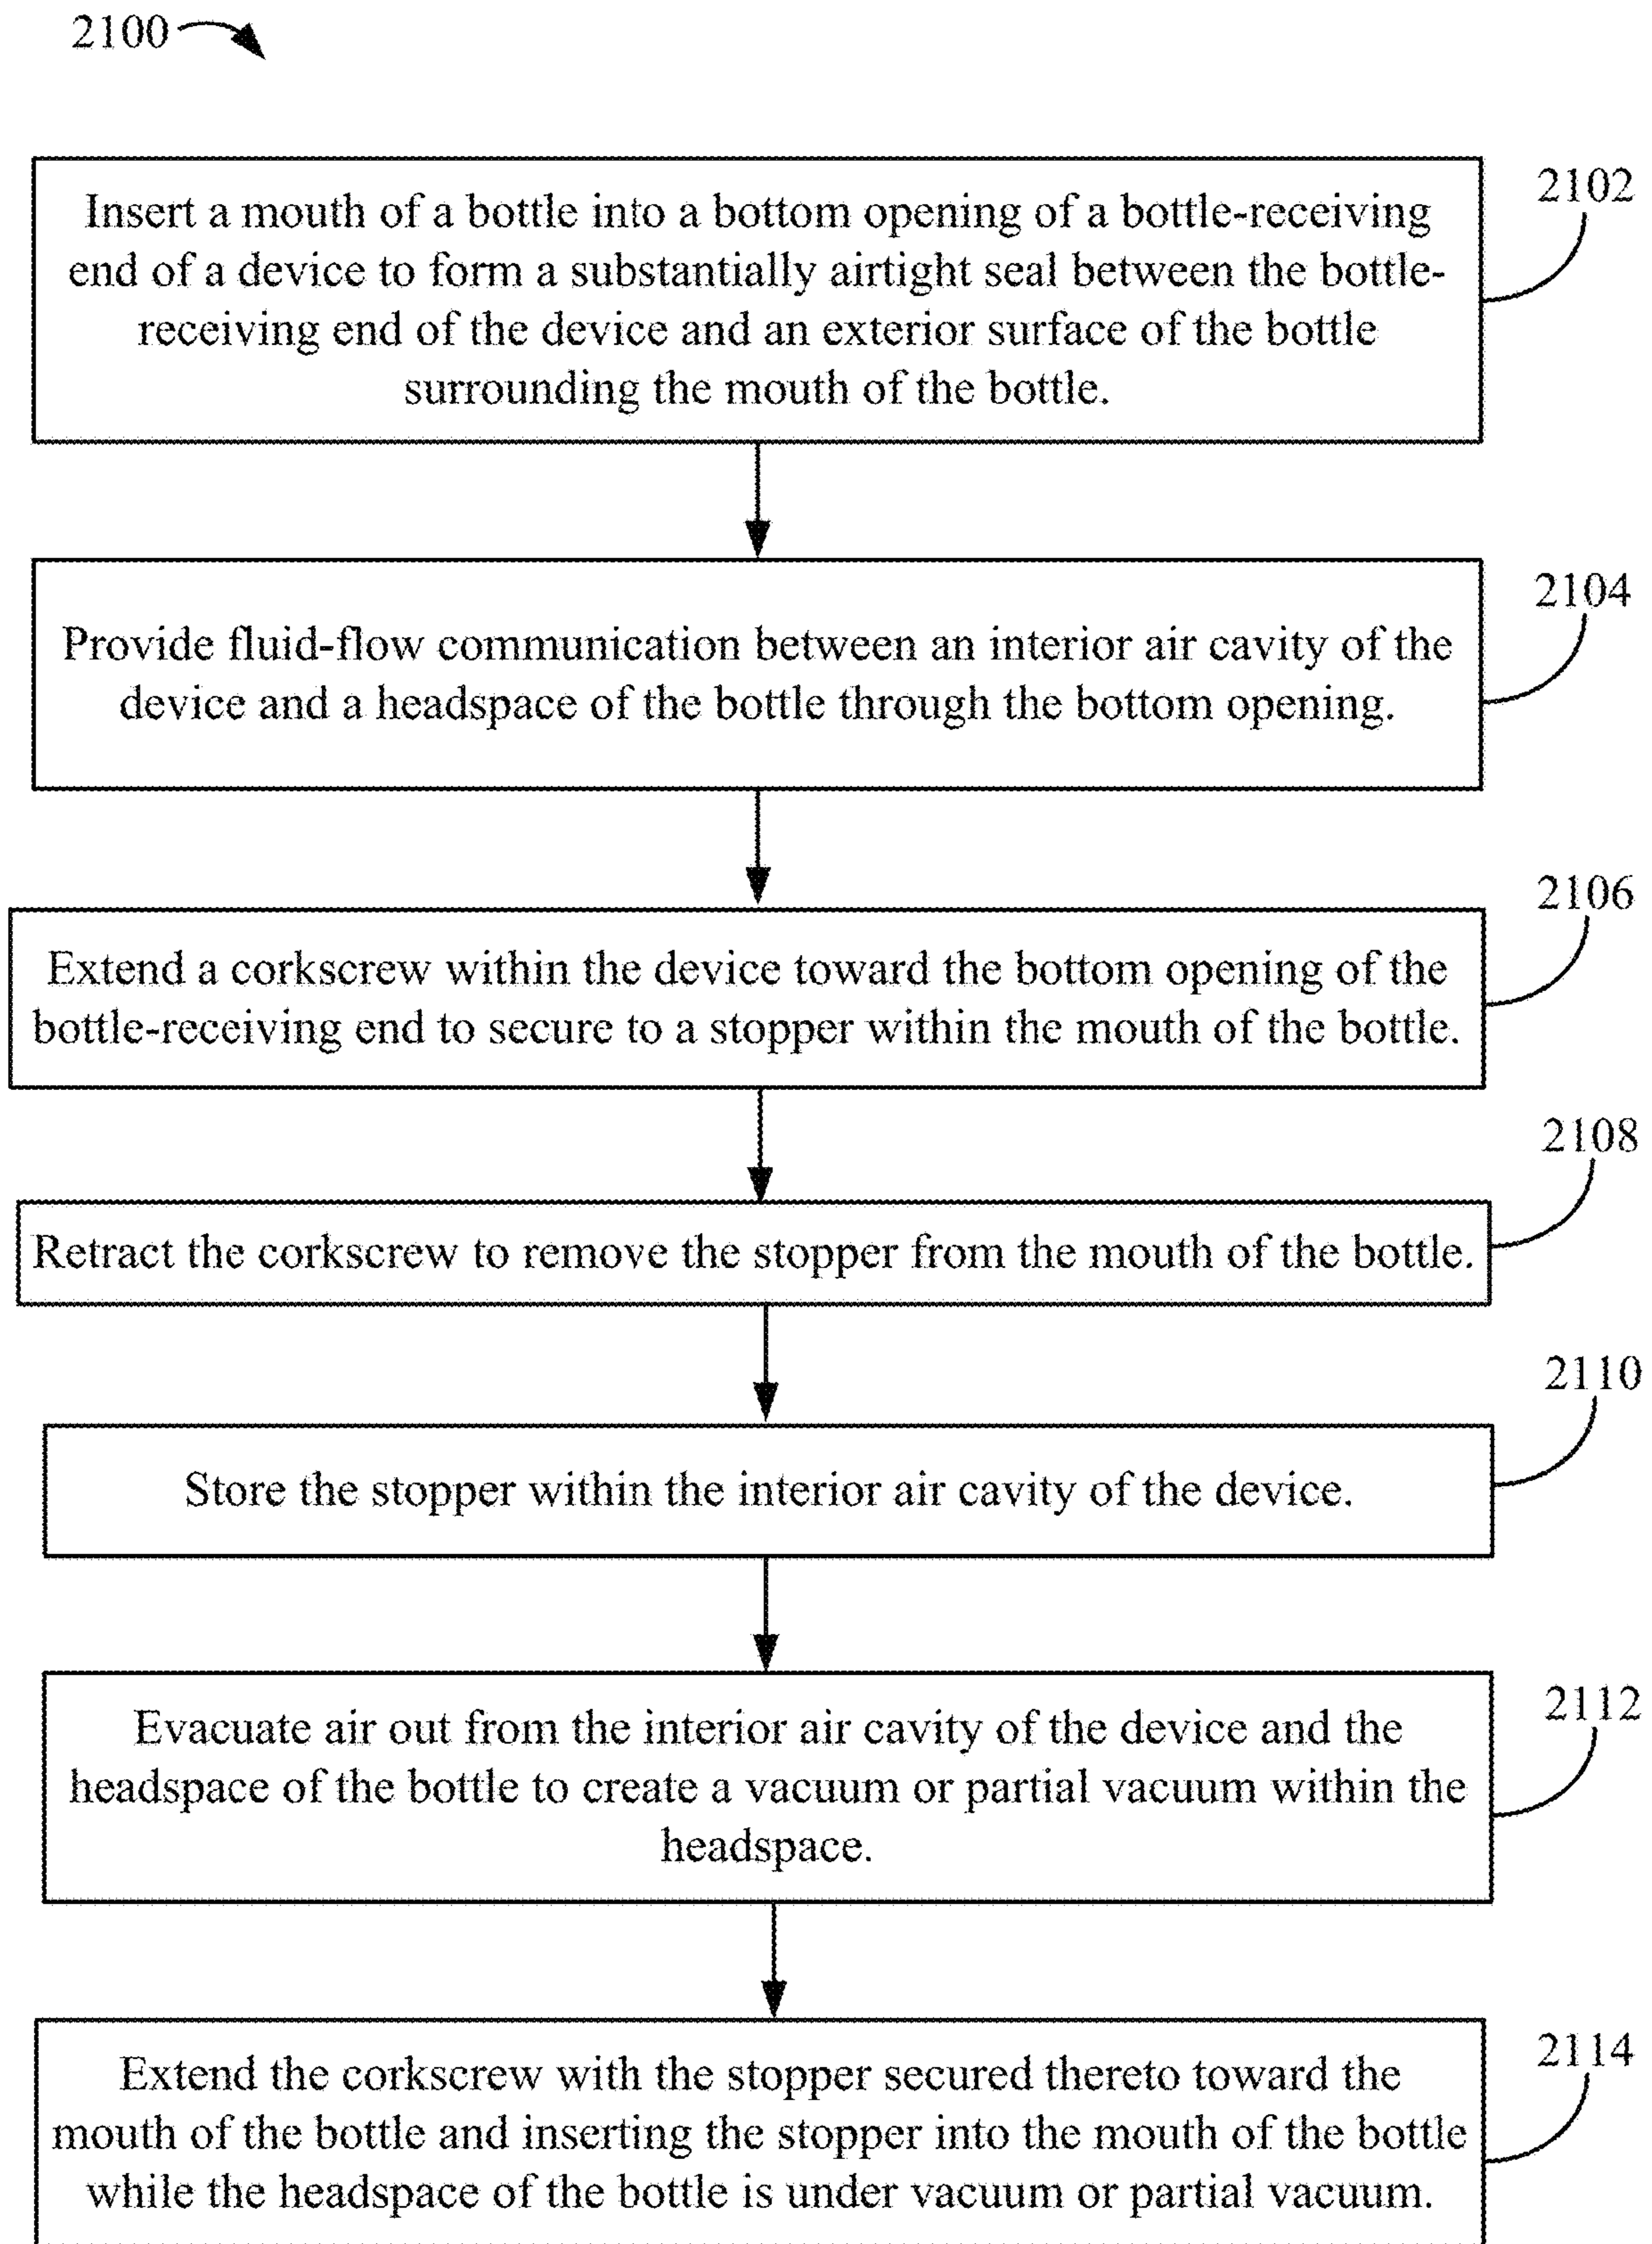 2100
2102
Insert a mouth of a bottle into a bottom opening of a bottle-receiving
end of a device to form a substantially airtight seal between the bottle-
receiving end of the device and an exterior surface of the bottle
surrounding the mouth of the bottle.
2104
Provide fluid-flow communication between an interior air cavity of the
device and a headspace of the bottle through the bottom opening.
2106
Extend a corkscrew within the device toward the bottom opening of the
bottle-receiving end to secure to a stopper within the mouth of the bottle.
2108
Retract the corkscrew to remove the stopper from the mouth of the bottle.
2110
Store the stopper within the interior air cavity of the device.
2112
Evacuate air out from the interior air cavity of the device and the
headspace of the bottle to create a vacuum or partial vacuum within the
headspace.
2114
Extend the corkscrew with the stopper secured thereto toward the
mouth of the bottle and inserting the stopper into the mouth of the bottle
while the headspace of the bottle is under vacuum or partial vacuum.